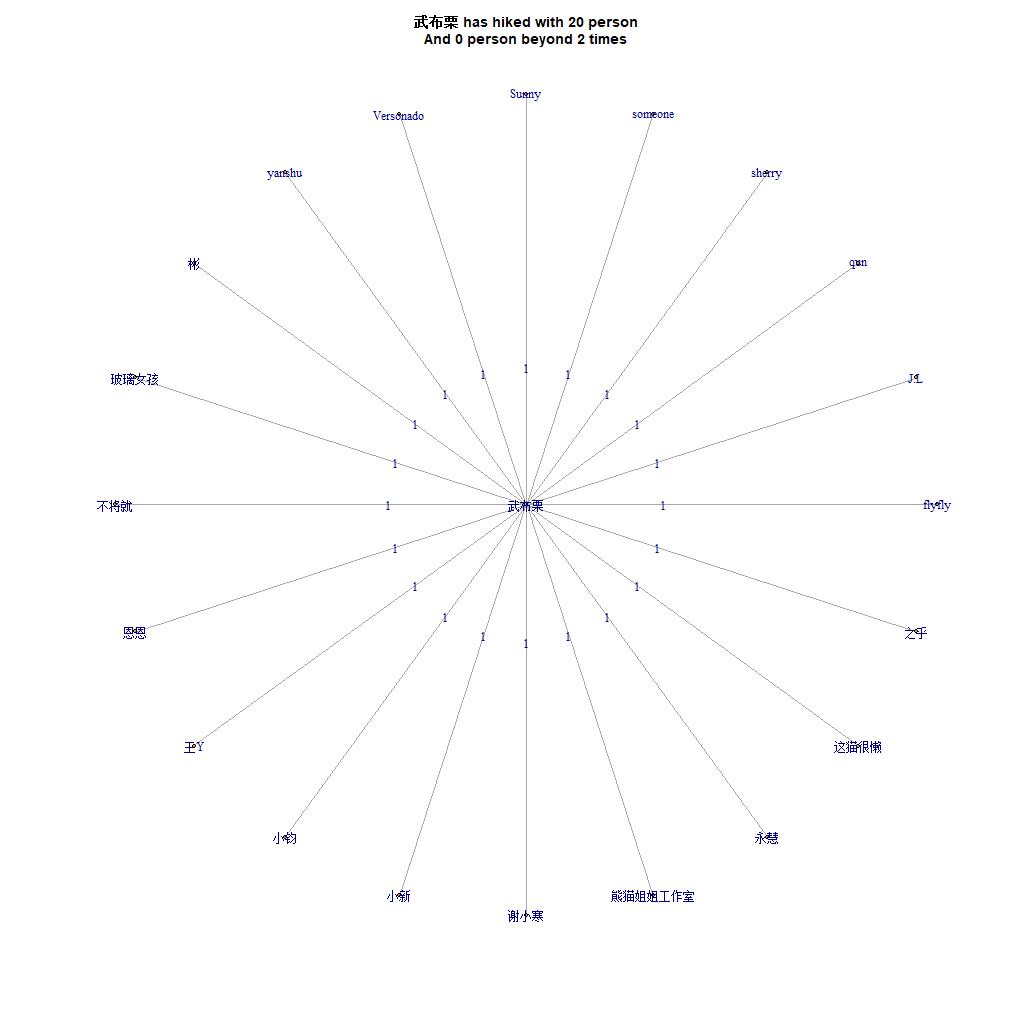 武布栗 has hiked with 20 person
And 0 person beyond 2 times
Sunny
Versonado
someone
yanshu
sherry
彬
qun
玻璃女孩
J.L
1
1
1
1
1
1
1
1
1
不将就
1
武布栗
1
flyfly
1
1
1
1
1
1
1
1
1
恩恩
之乎
王Y
这猫很懒
小钧
永慧
小新
熊猫姐姐工作室
谢小寒